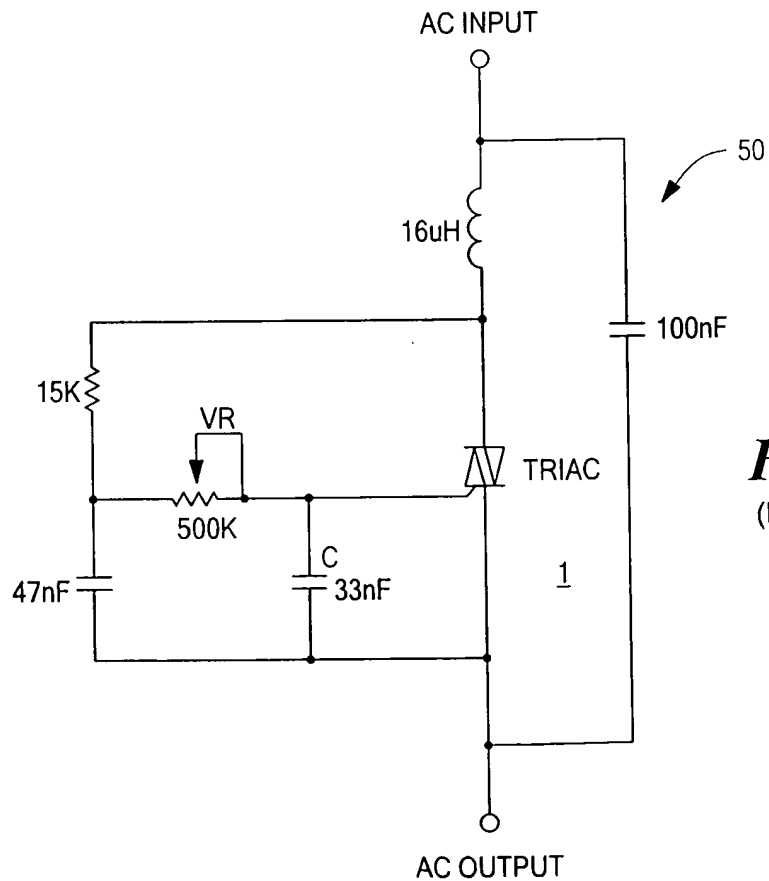 AC INPUT
50
16uH
100nF
15K
VR
TRIAC
500K
C
47nF
33nF
1
AC OUTPUT